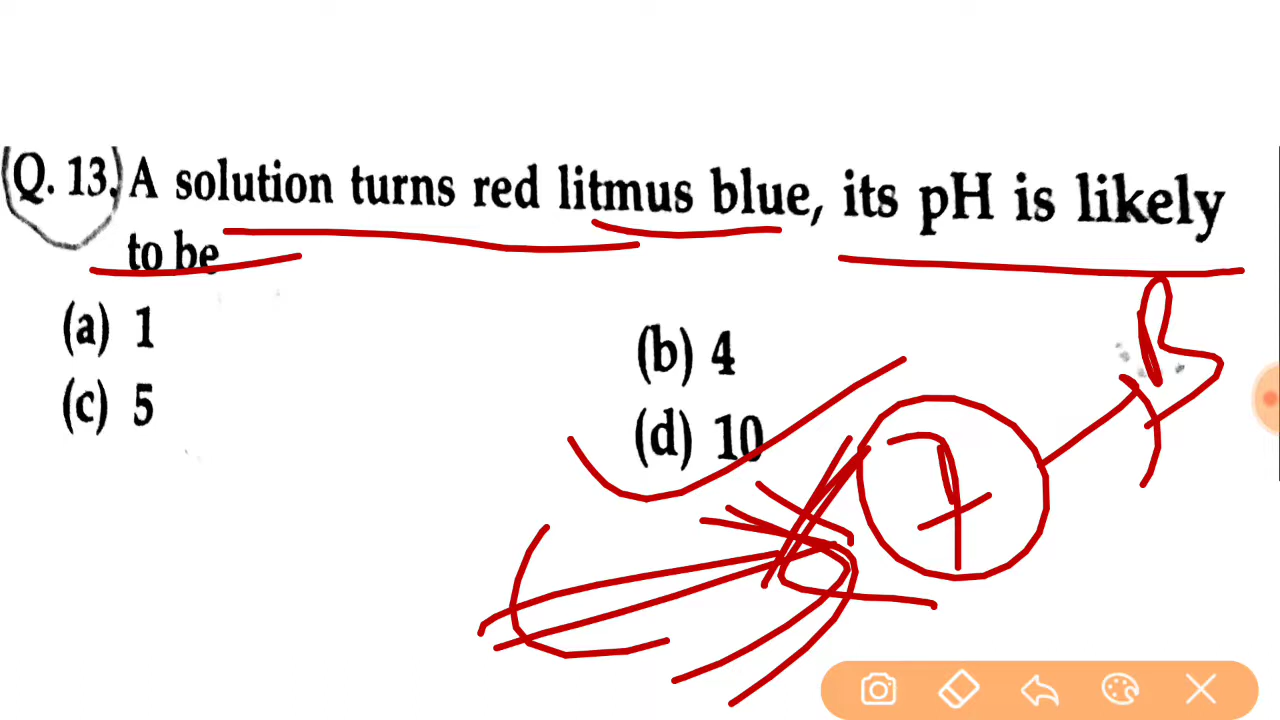 Q. 13. A solution turns red litmus blue, its pH is likely
to be
(a) 1
(b) 4
(c) 5
(d) 10
7